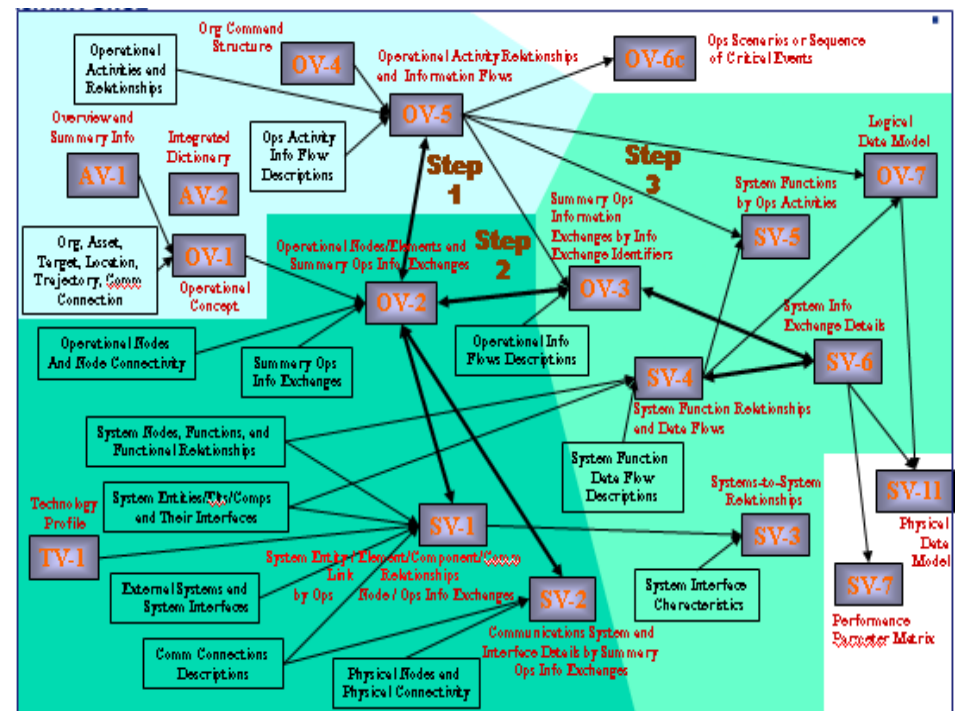 Org Command
Structure
OV-4
Operational
Activities and
Relationships
Operational Activity Relationships
and Information Flows
OV-5
OV-6c
Ops Scenarios or Sequence
of Critical Events
Overview and
Summary Info
AV-1
Integrated
Dictionary
AV-2
Ops Activity
Info Flow
Descriptions
Step
1
Step
3
Logical
Data Model
OV-7
System Functions
by Ops Activities
SV-5
Org, Asset,
Target, Location,
Trajectory, Comm
Connection
OV-1
Operational
Concept
Operational Nodes/Elements and
Summary Ops Info Exchanges
OV-2
Step
2
Summary Ops
Information
Exchanges by Info
Exchange Identifiers
OV-3
System Info
Exchange Details
SV-6
Operational Nodes
And Node Connectivity
Summary Ops
Info Exchanges
Operational Info
Flows Descriptions
SV-4
System Function Relationships
and Data Flows
System Nodes, Functions, and
Functional Relationships
System Function
Data Flow
Descriptions
System Entities/Elts/Comps
and Their Interfaces
Technology
Profile
TV-1
SV-1
System Entity/Element/Component/Comm
Link Relationships
by Ops Node / Ops Info Exchanges
Systems-to-System
Relationships
SV-3
SV-11
Physical
Data
Model
External Systems and
System Interfaces
SV-2
Communications System and
Interface Details by Summary
Ops Info Exchanges
System Interface
Characteristics
SV-7
Performance
Parmeter Matrix
Comm Connections
Descriptions
Physical Nodes and
Physical Connectivity